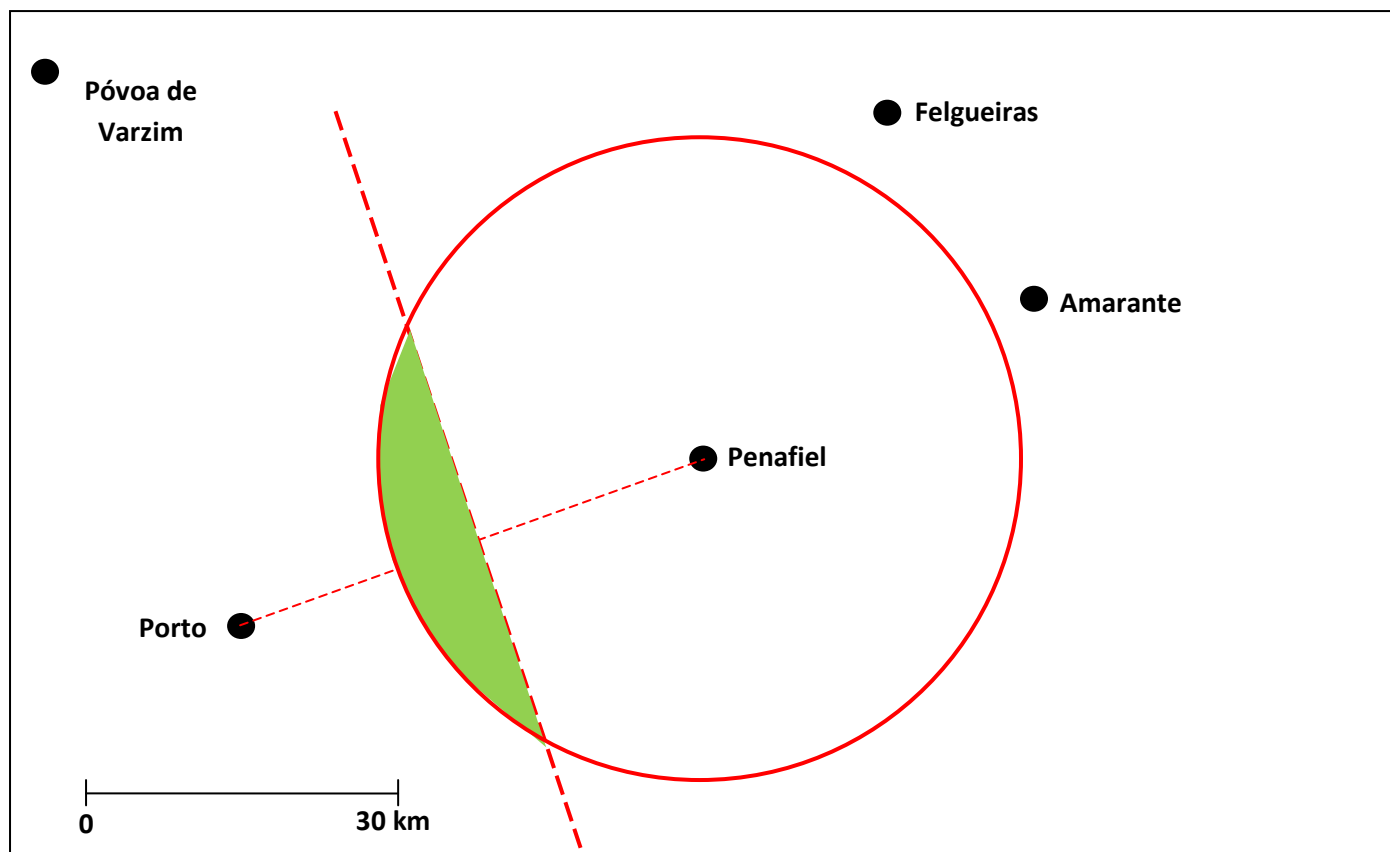 Póvoa de
Varzim
Felgueiras
Amarante
Penafiel
Porto
0
30 km